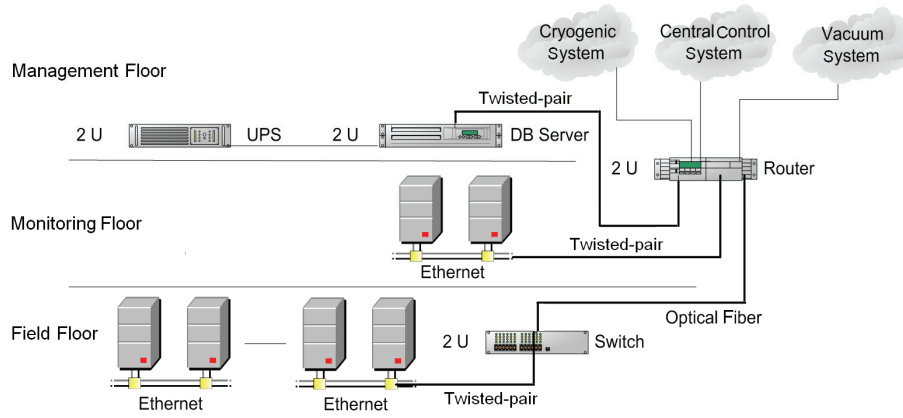 Cryogenic System
Central Control System
Vacuum System
Management Floor
Twisted-pair
2 U
UPS
2 U
DB Server
2 U
Router
Monitoring Floor
Twisted-pair
Ethernet
Optical Fiber
Field Floor
2 U
Switch
Twisted-pair
Ethernet
Ethernet